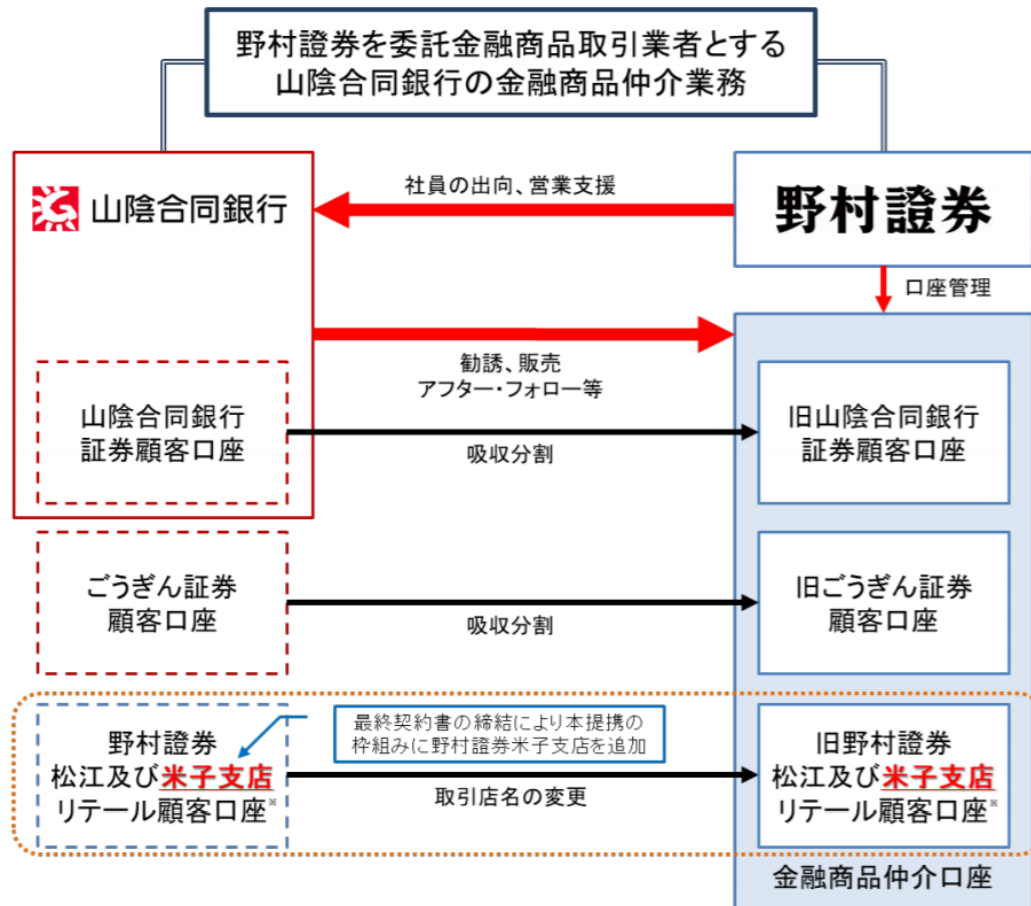 野村證券を委託金融商品取引業者とする
山陰合同銀行の金融商品仲介業務
山陰合同銀行
社員の出向、営業支援
野村證券
口座管理
勧誘、販売
アフター・フォロー等
山陰合同銀行
証券顧客口座
吸収分割
旧山陰合同銀行
証券顧客口座
ごうぎん証券
顧客口座
吸収分割
旧ごうぎん証券
顧客口座
最終契約書の締結により本提携の
枠組みに野村證券米子支店を追加
野村證券
松江及び米子支店
リテール顧客口座※
取引店名の変更
旧野村證券
松江及び米子支店
リテール顧客口座※
金融商品仲介口座